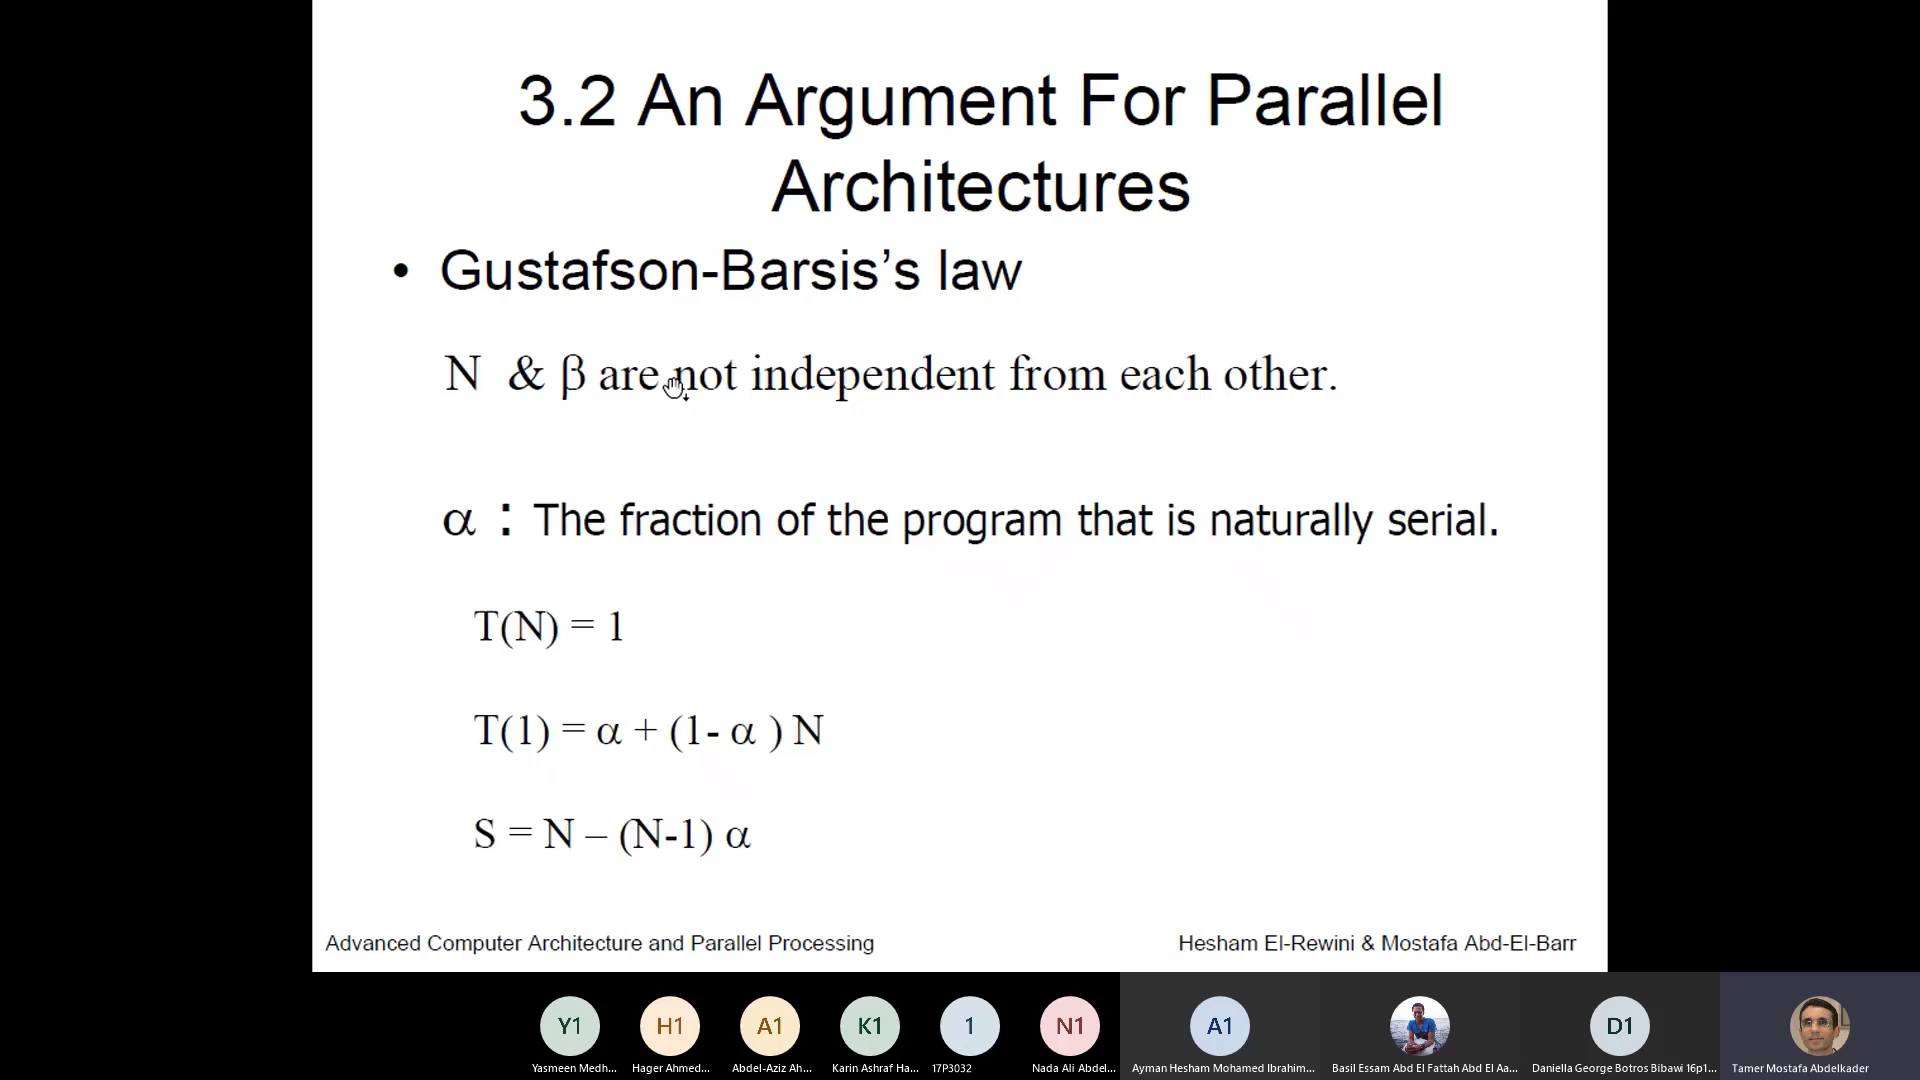 3.2 An Argument For Parallel
Architectures
• Gustafson-Barsis’s law
N & β are not independent from each other.
α : The fraction of the program that is naturally serial.
T(N) = 1
T(1) = α + (1- α ) N
S = N – (N-1) α
Advanced Computer Architecture and Parallel Processing
Hesham El-Rewini & Mostafa Abd-El-Barr
Y1
H1
A1
K1
1
N1
A1
D1
Yasmeen Medh...
Hager Ahmed...
Abdel-Aziz Ah...
Karin Ashraf Ha...
17P3032
Nada Ali Abdel...
Ayman Hesham Mohamed Ibrahim...
Basil Essam Abd El Fattah Abd El Aa...
Daniella George Botros Bibawi 16p1...
Tamer Mostafa Abdelkader